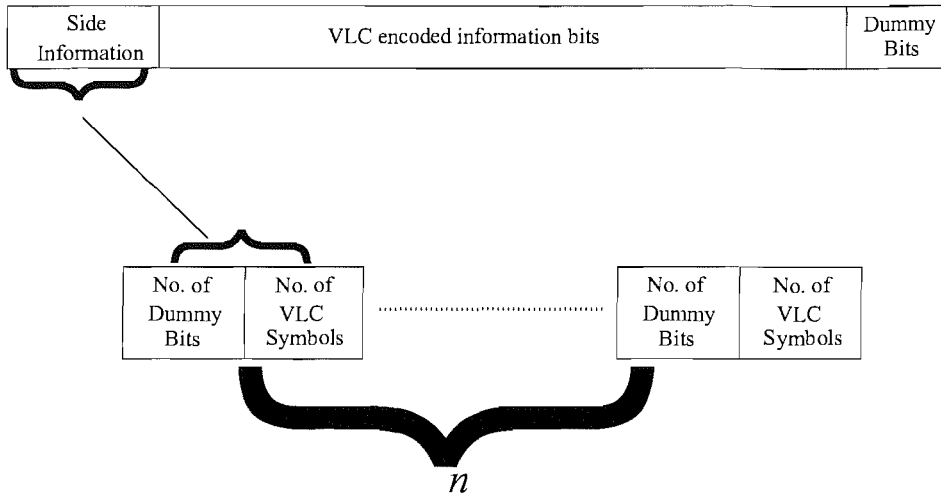 Side
Information
VLC encoded information bits
Dummy
Bits
No. of
Dummy
Bits
No. of
VLC
Symbols
No. of
Dummy
Bits
No. of
VLC
Symbols
n